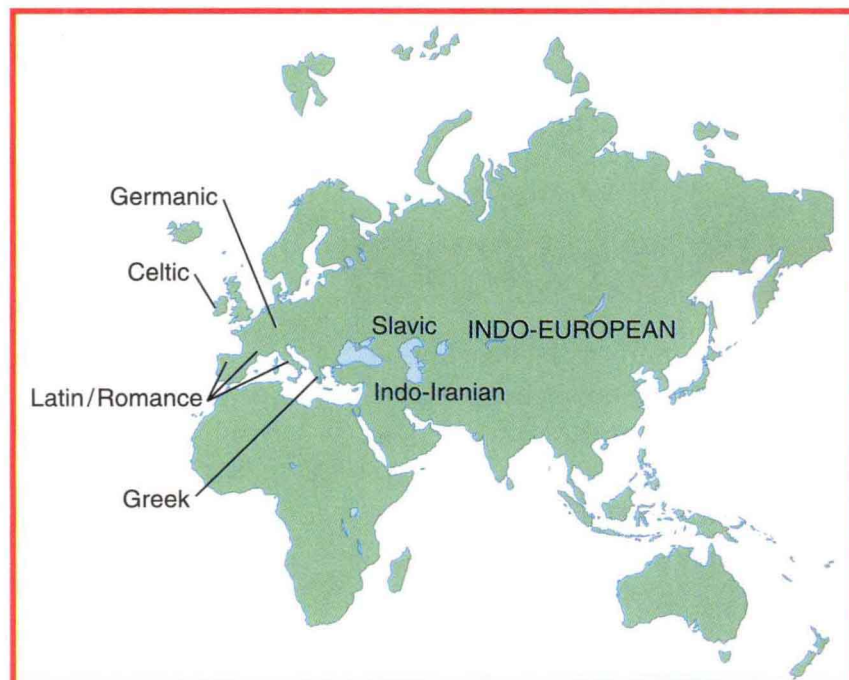 Germanic
Celtic
Slavic
INDO-EUROPEAN
Latin/Romance
Indo-Iranian
Greek